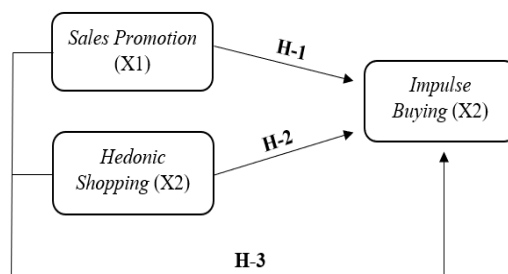 Sales Promotion
(X1)
H-1
Impulse
Buying (X2)
H-2
Hedonic
Shopping (X2)
H-3